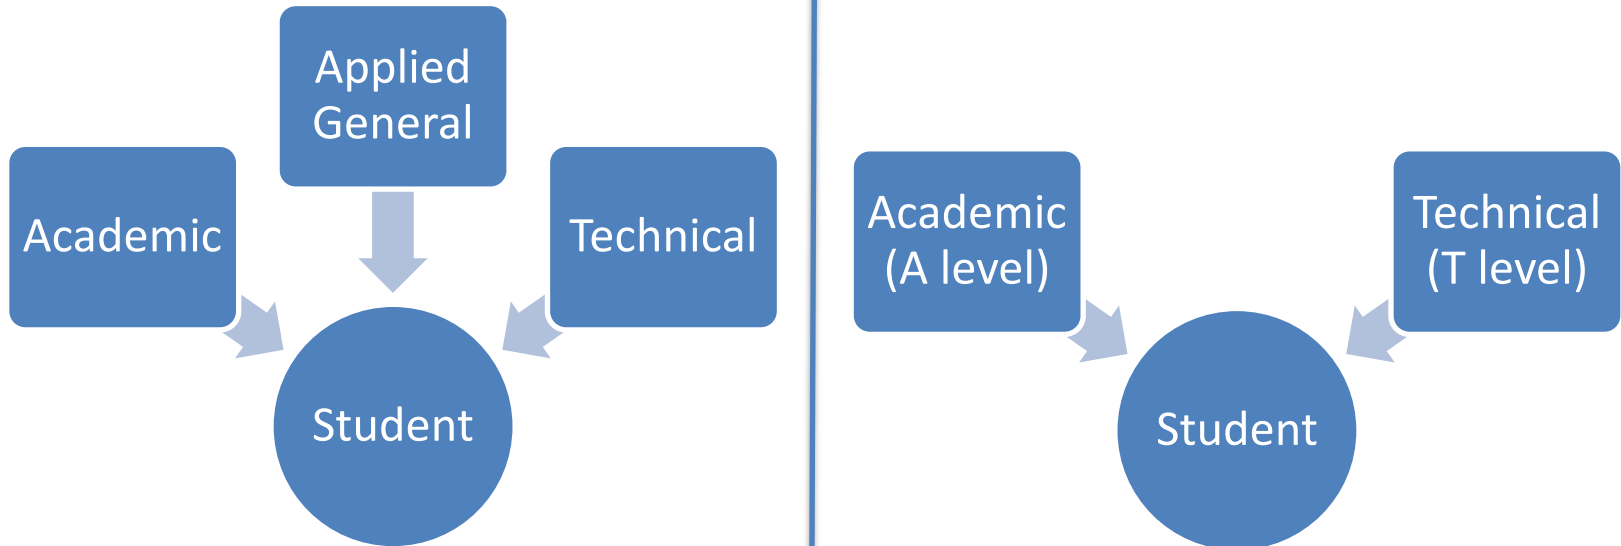 Applied
General
Academic
Technical
Student
Academic
(A level)
Technical
(T level)
Student